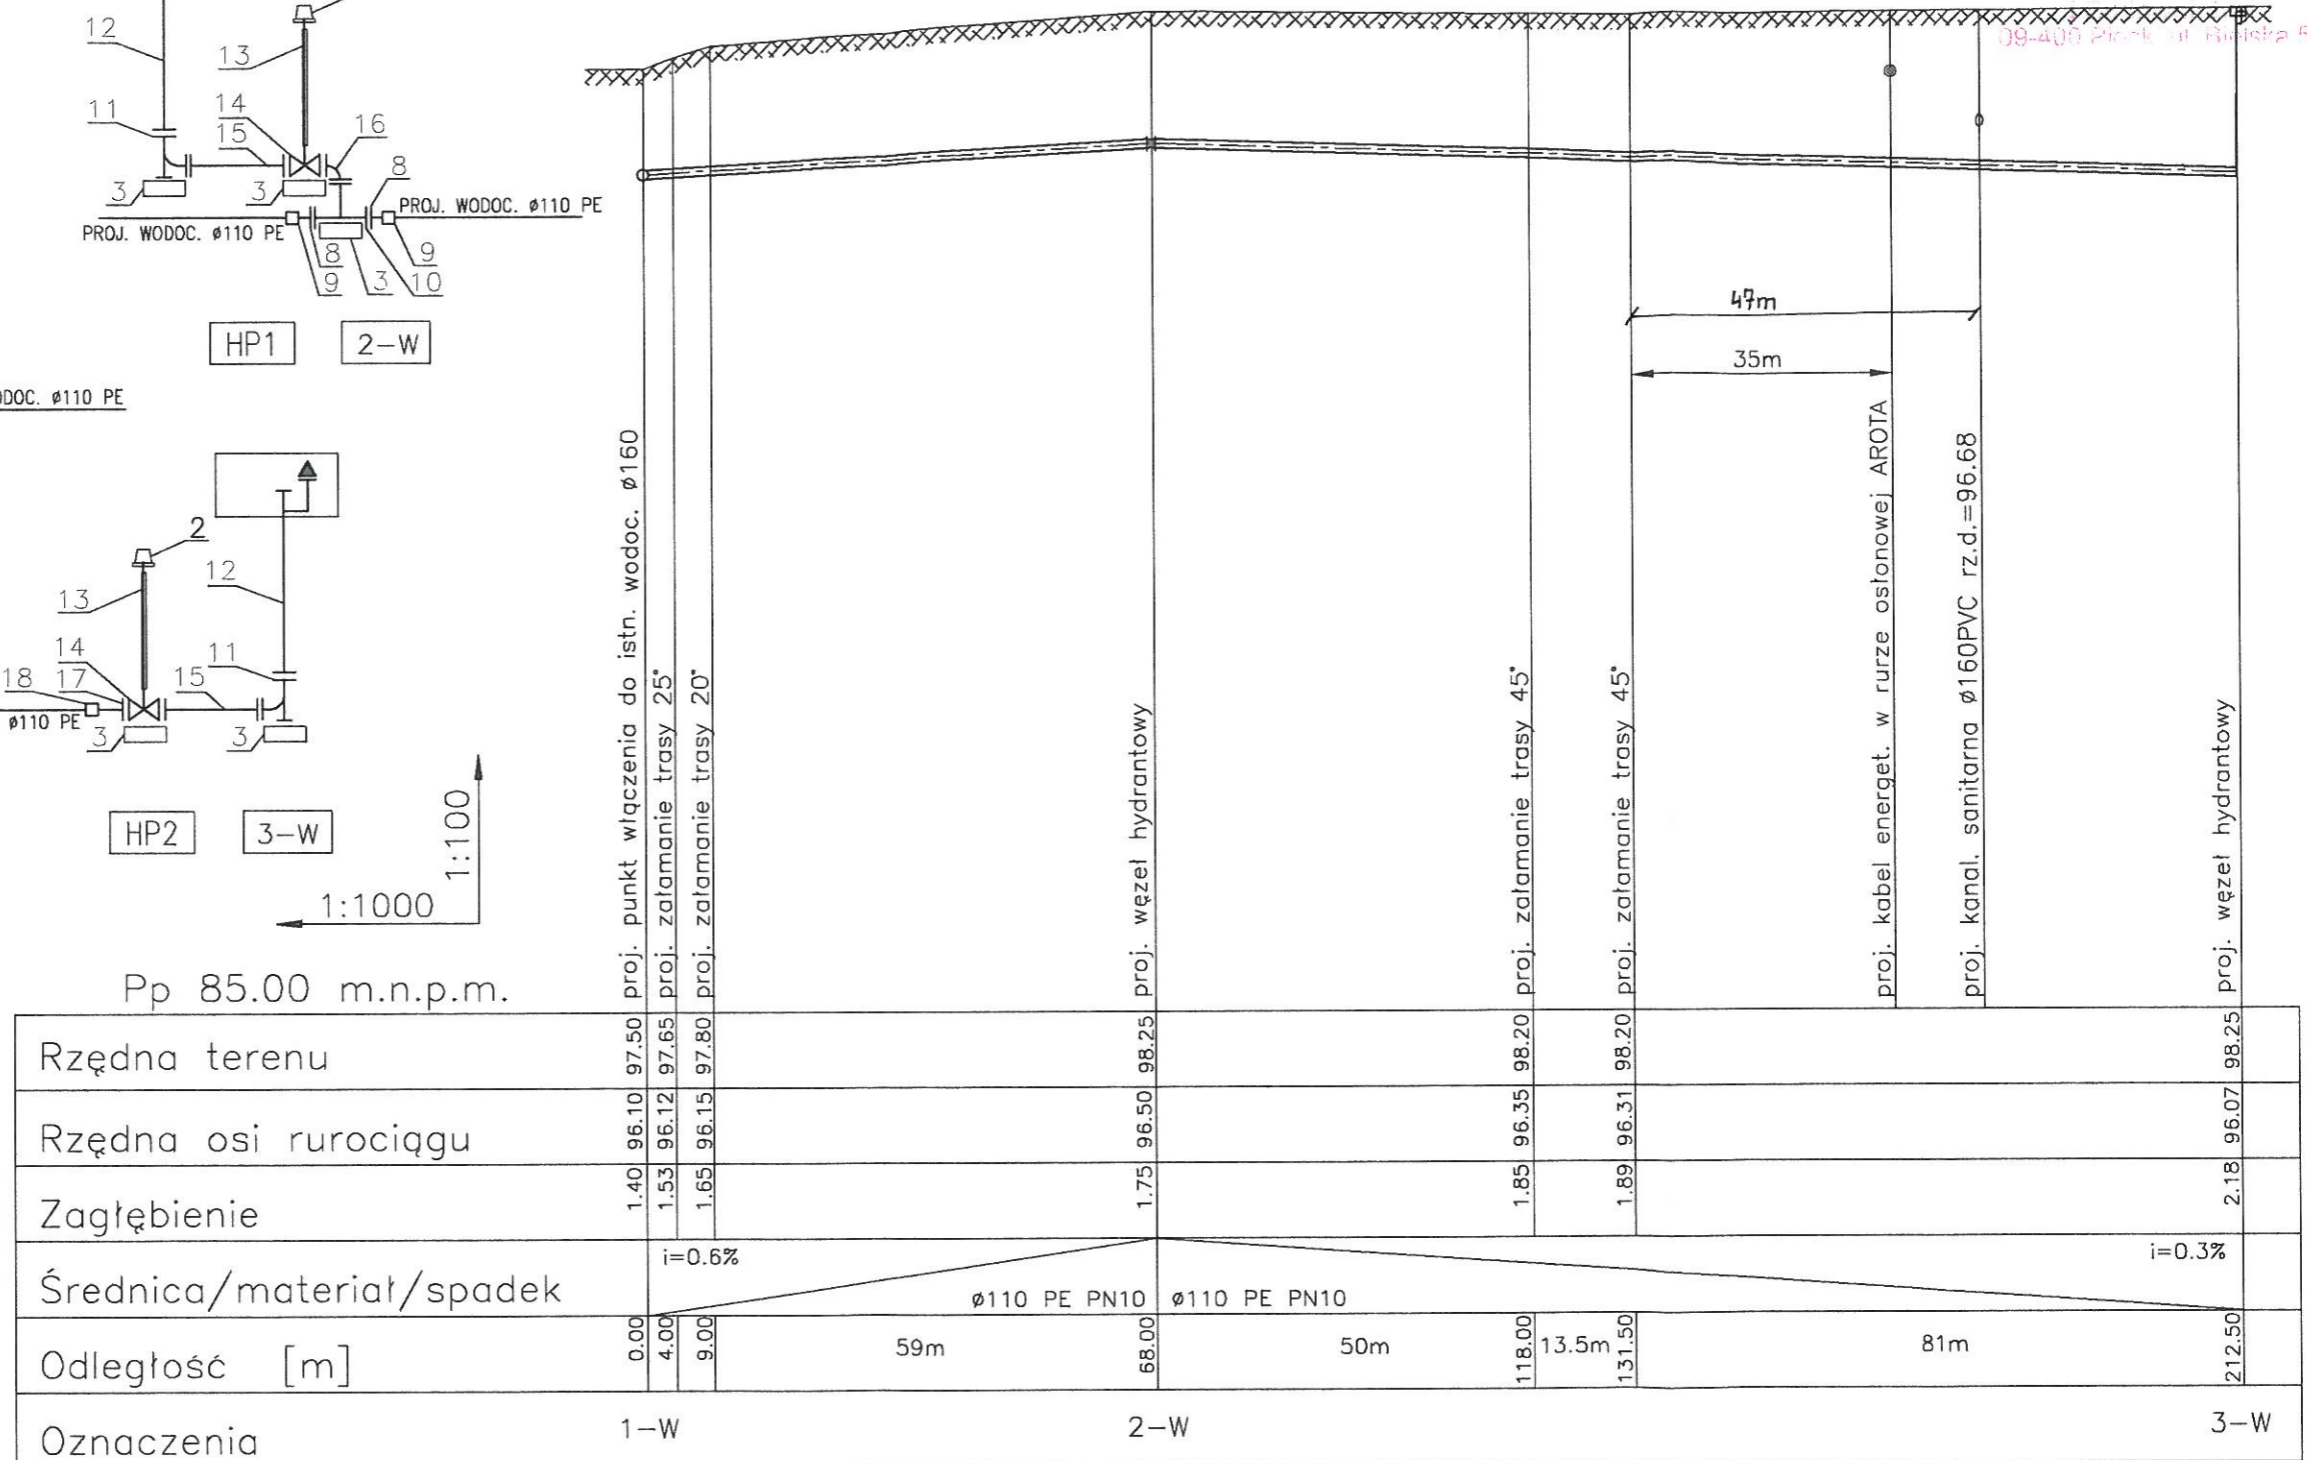 12
13
11
14
15
16
3
3
8
PROJ. WODOC. ø110 PE
PROJ. WODOC. ø110 PE
8
9
9
3
10
HP1
2-W
ø110 PE
2
13
12
14
11
18
17
15
ø110 PE
3
3
HP2
3-W
1:100
1:1000
09-400
47m
35m
proj. punkt włączenia do istn. wodoc. ø160
proj. załamanie trasy 25°
proj. załamanie trasy 20°
proj. węzeł hydrantowy
proj. załamanie trasy 45°
proj. załamanie trasy 45°
proj. kabel energet. w rurze osłonowej AROTA
proj. kanal. sanitarna ø160PVC rz.d.=96.68
proj. węzeł hydrantowy
Pp 85.00 m.n.p.m.
Rzędna terenu 97.50 97.65 97.80 98.25 98.20 98.20 98.25
Rzędna osi rurociągu 96.10 96.12 96.15 96.50 96.35 96.31 96.07
Zagłębienie 1.40 1.53 1.65 1.75 1.85 1.89 2.18
Średnica/materiał/spadek i=0.6% ø110 PE PN10 ø110 PE PN10 i=0.3%
Odległość [m] 0.00 4.00 9.00 59m 68.00 50m 118.00 13.5m 131.50 81m 212.50
Oznaczenia 1-W 2-W 3-W